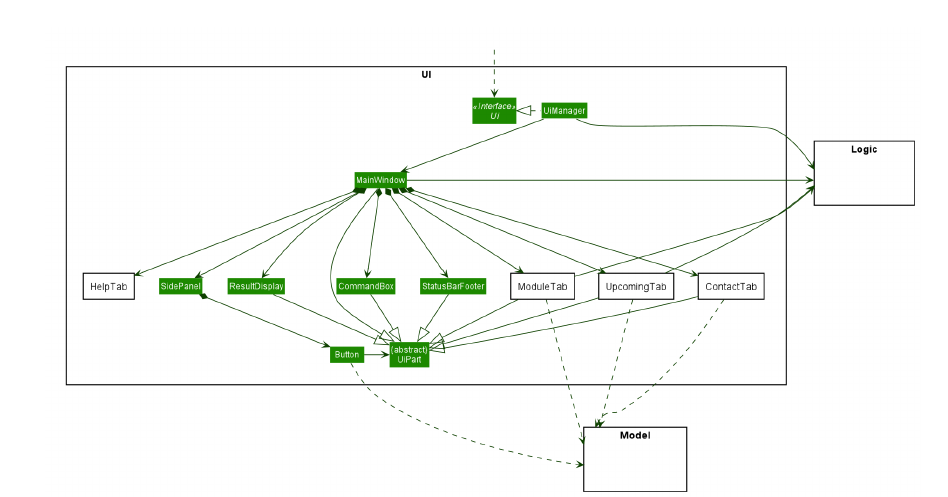 UI
«Interface»
Ui
UiManager
Logic
MainWindow
HelpTab
SidePanel
ResultDisplay
CommandBox
StatusBarFooter
ModuleTab
UpcomingTab
ContactTab
Button
{abstract}
UiPart
Model